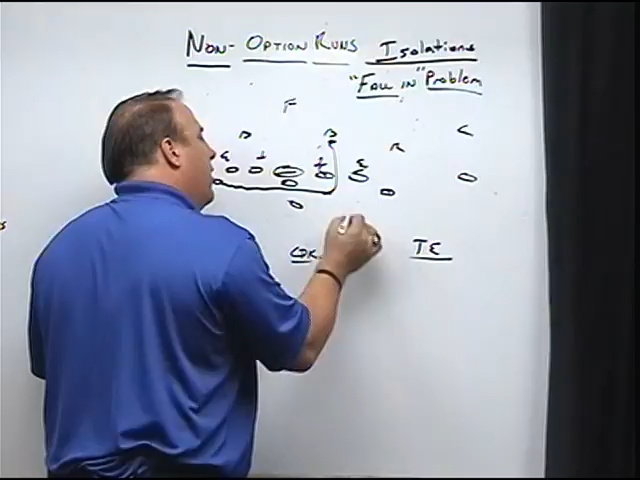 Non-Option Runs Isolations
"Fall in" Problem
F
B B
C
E t t E R
TE